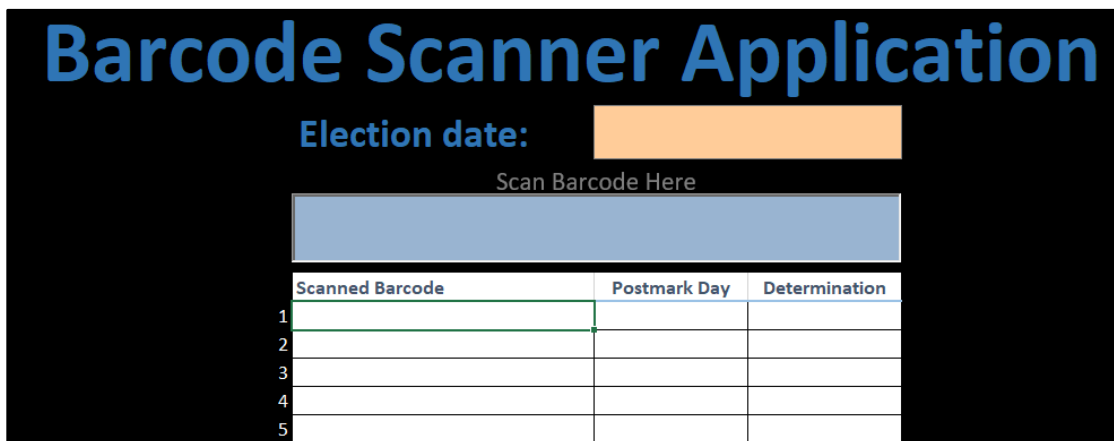 Barcode Scanner Application
Election date:
Scan Barcode Here
Scanned Barcode Postmark Day Determination
1
2
3
4
5